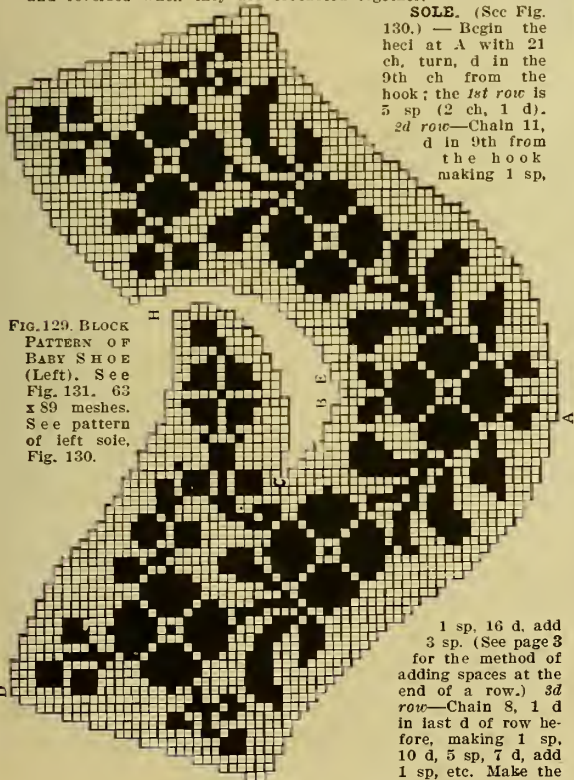 SOLE. (See Fig.
130.) — Begin the
heel at A with 21
ch, turn, d in the
9th ch from the
hook; the 1st row is
5 sp (2 ch, 1 d).
2d row—Chain 11,
d in 9th from
the hook
making 1 sp,
H
FIG. 129. BLOCK
PATTERN OF
BABY SHOE
(Left). See
Fig. 131. 63
x 89 meshes.
See pattern
of left sole,
Fig. 130.
B E
C
A
D
1 sp, 16 d, add
3 sp. (See page 3
for the method of
adding spaces at the
end of a row.) 3d
row—Chain 8, 1 d
in last d of row be-
fore, making 1 sp,
10 d, 5 sp, 7 d, add
1 sp, etc. Make the